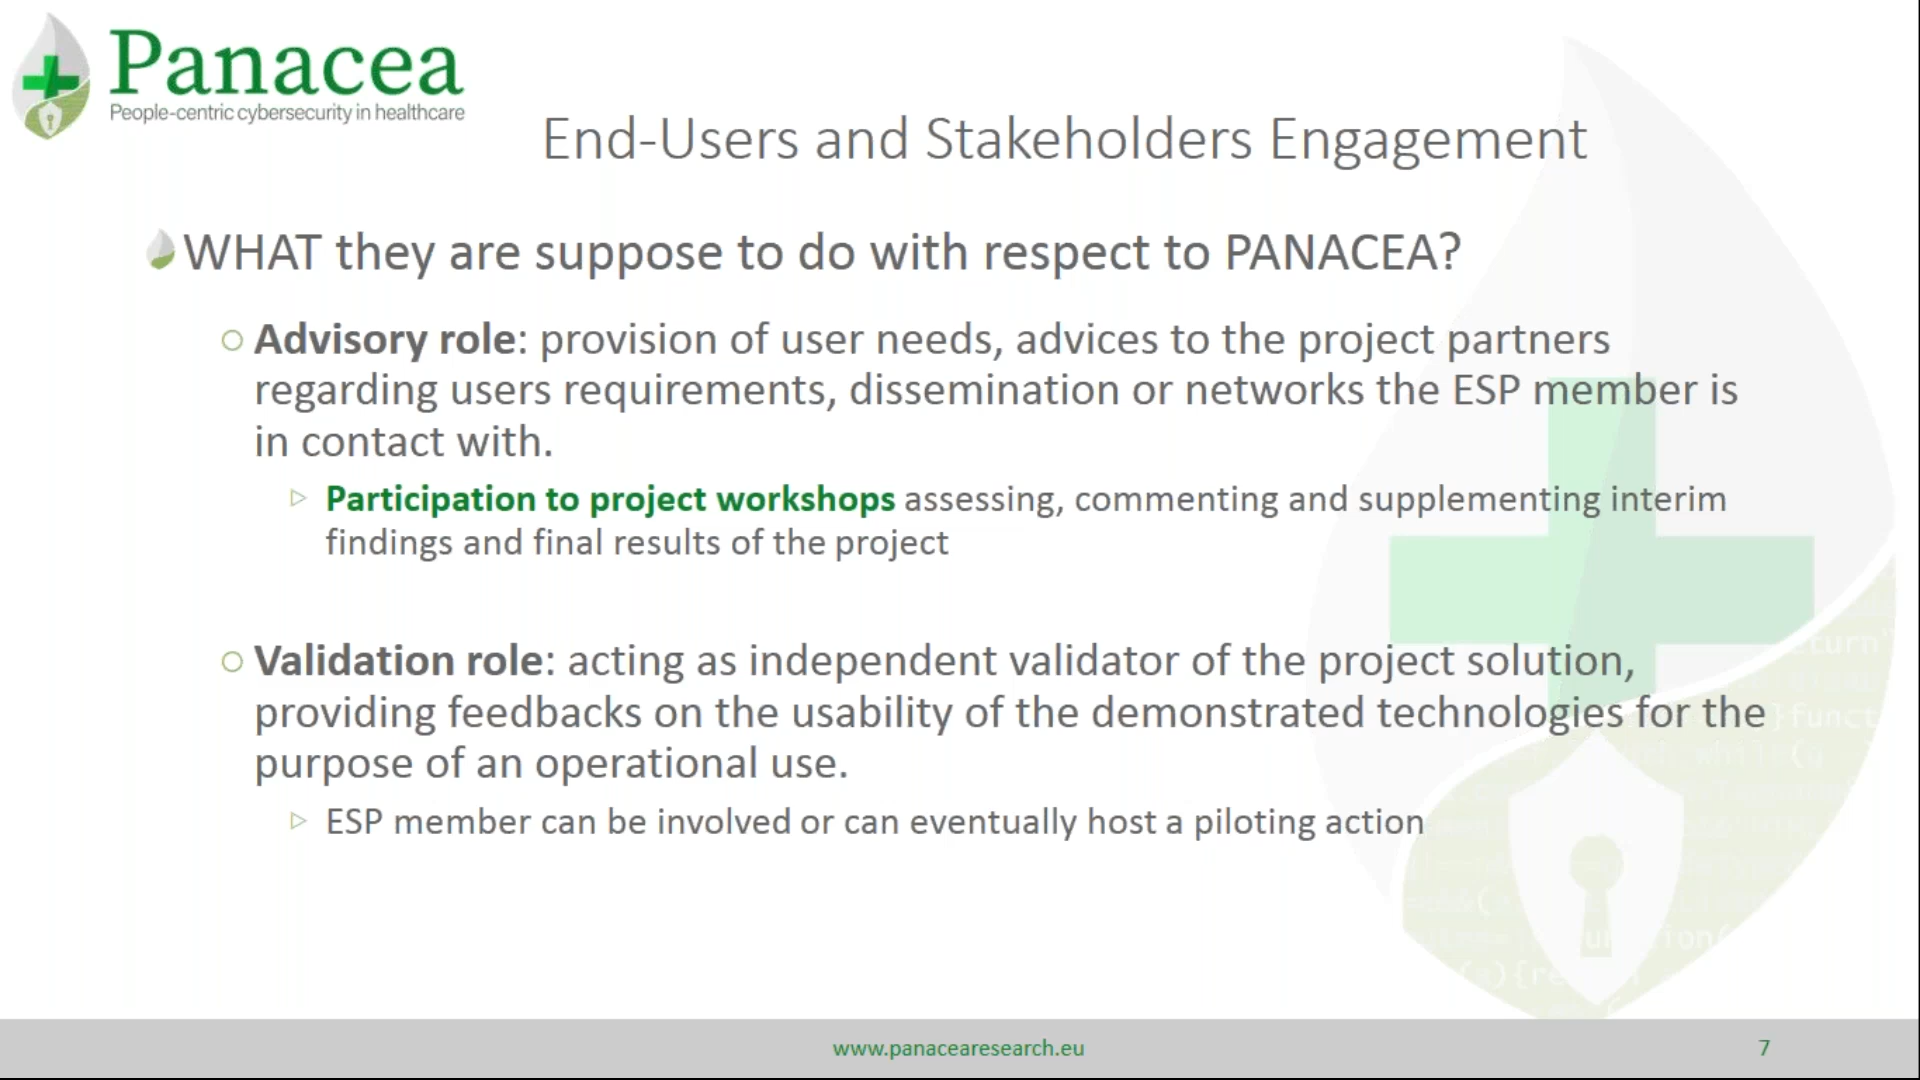 Panacea
People-centric cybersecurity in healthcare
End-Users and Stakeholders Engagement
WHAT they are suppose to do with respect to PANACEA?
Advisory role: provision of user needs, advices to the project partners
regarding users requirements, dissemination or networks the ESP member is
in contact with.
Participation to project workshops assessing, commenting and supplementing interim
findings and final results of the project
Validation role: acting as independent validator of the project solution,
providing feedbacks on the usability of the demonstrated technologies for the
purpose of an operational use.
ESP member can be involved or can eventually host a piloting action
www.panacearesearch.eu
7